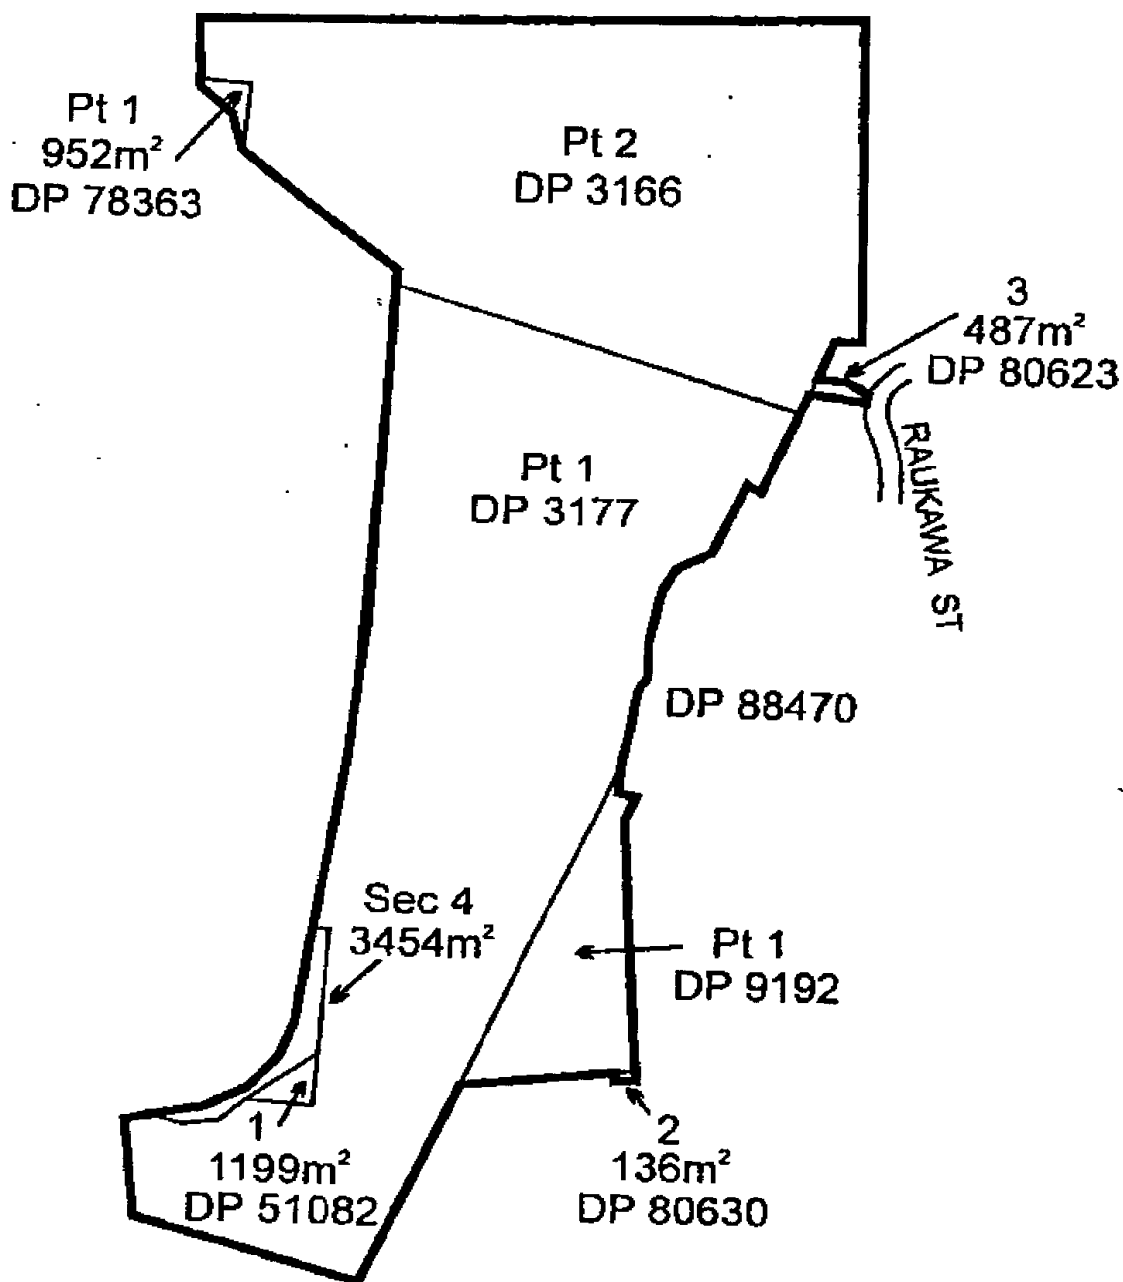 Pt 1
952m²
DP 78363
Pt 2
DP 3166
3
487m²
DP 80623
RAUKAWA ST
Pt 1
DP 3177
DP 88470
Sec 4
3454m²
Pt 1
DP 9192
1
1199m²
DP 51082
2
136m²
DP 80630